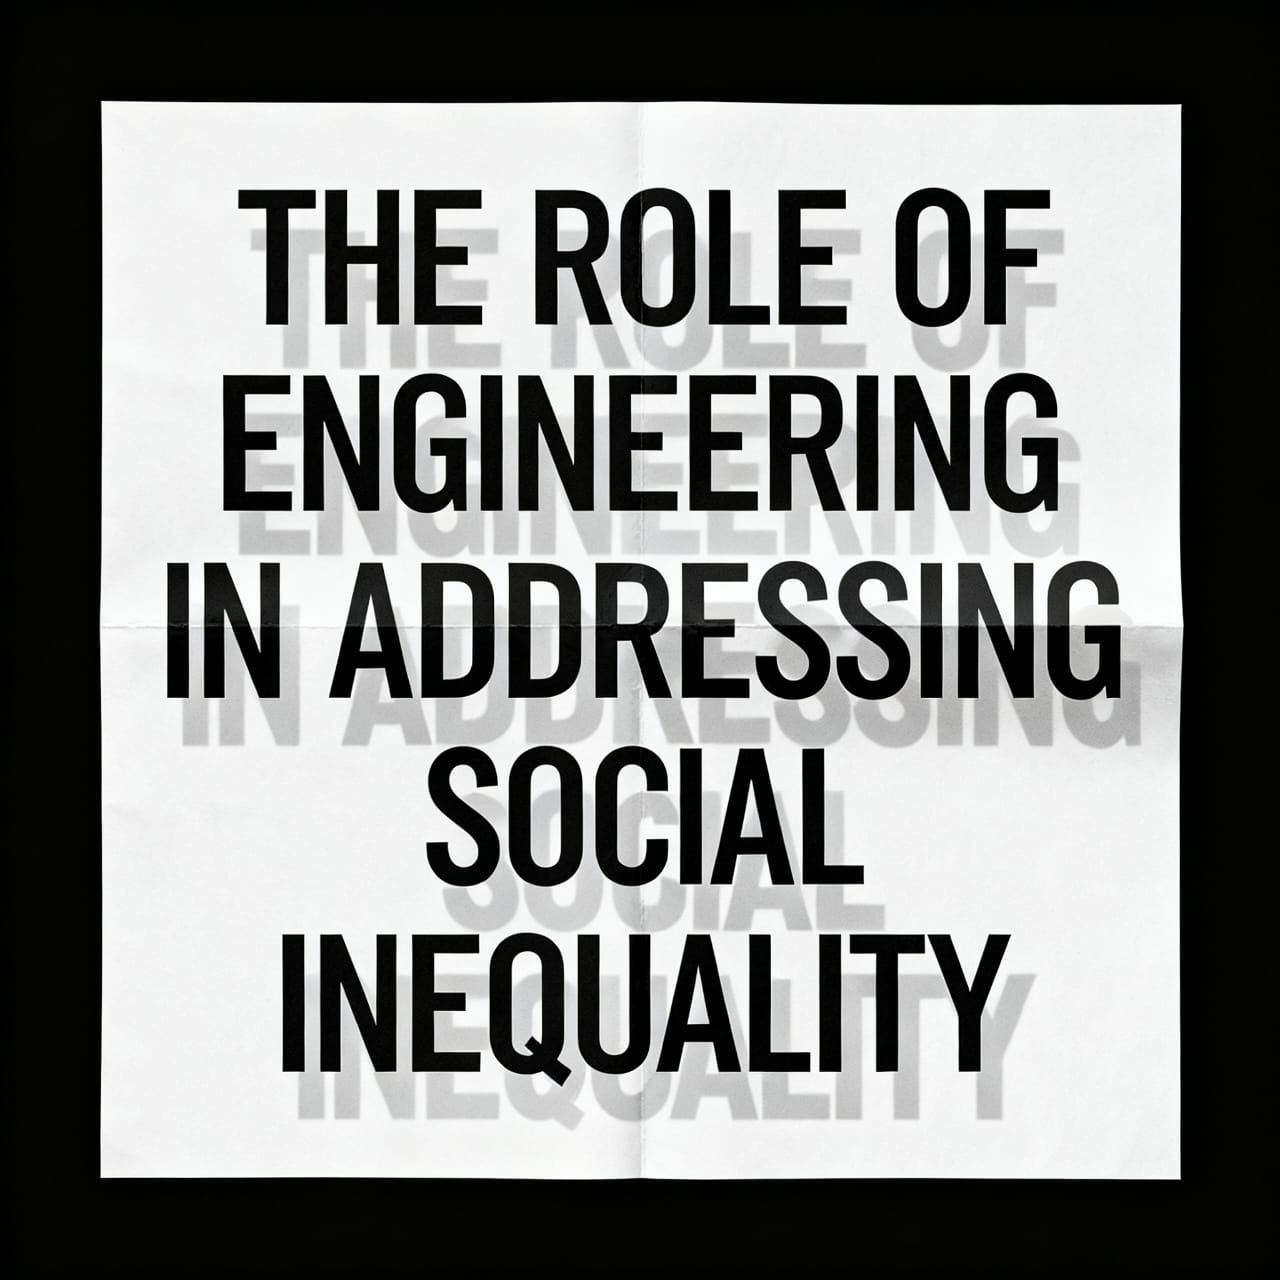 THE ROLE OF
ENGINEERING
IN ADDRESSING
SOCIAL
INEQUALITY